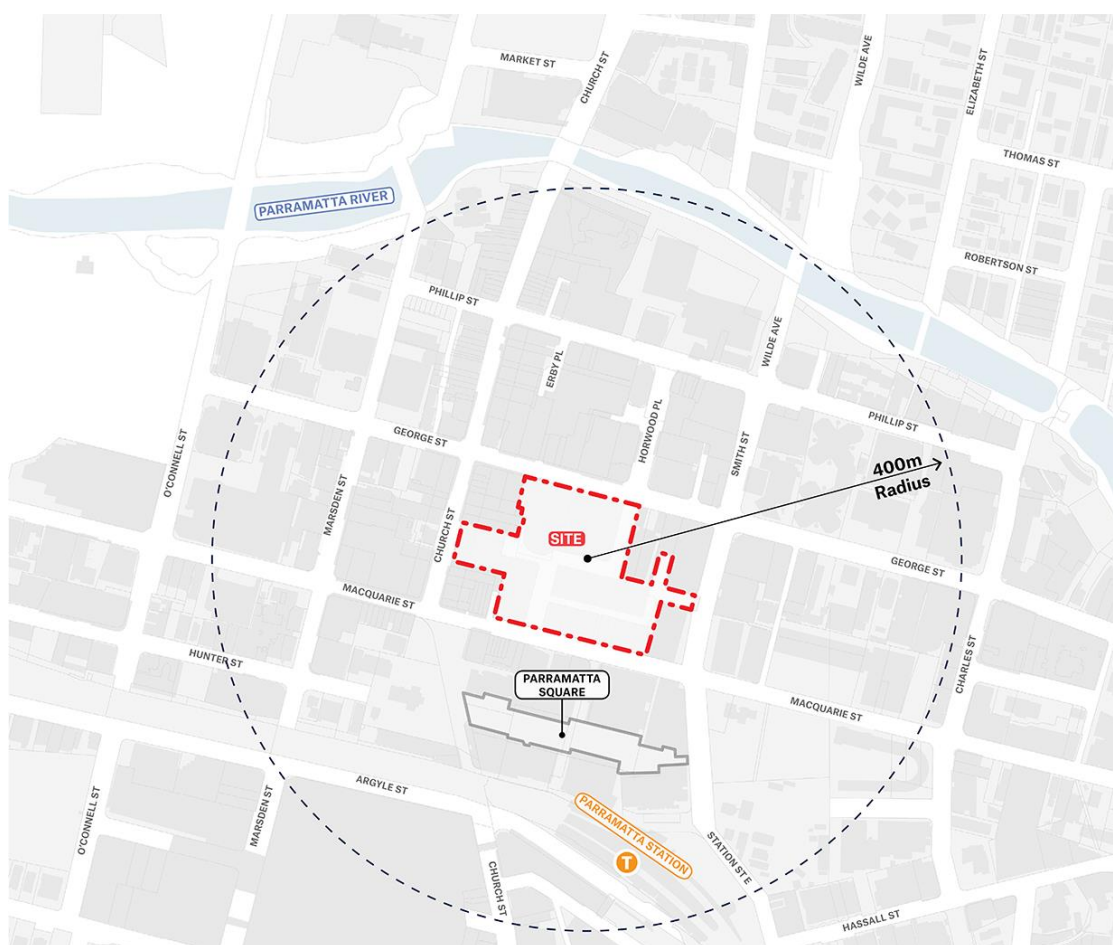 MARKET ST
CHURCH ST
WILDE AVE
ELIZABETH ST
THOMAS ST
PARRAMATTA RIVER
ROBERTSON ST
PHILLIP ST
ERBY PL
WILDE AVE
HORWOOD PL
PHILLIP ST
GEORGE ST
SMITH ST
O'CONNELL ST
MARSDEN ST
CHURCH ST
400m
Radius
SITE
GEORGE ST
MACQUARIE ST
HUNTER ST
CHARLES ST
PARRAMATTA
SQUARE
MACQUARIE ST
ARGYLE ST
O'CONNELL ST
MARSDEN ST
PARRAMATTA STATION
T
STATION ST E
CHURCH ST
HASSALL ST